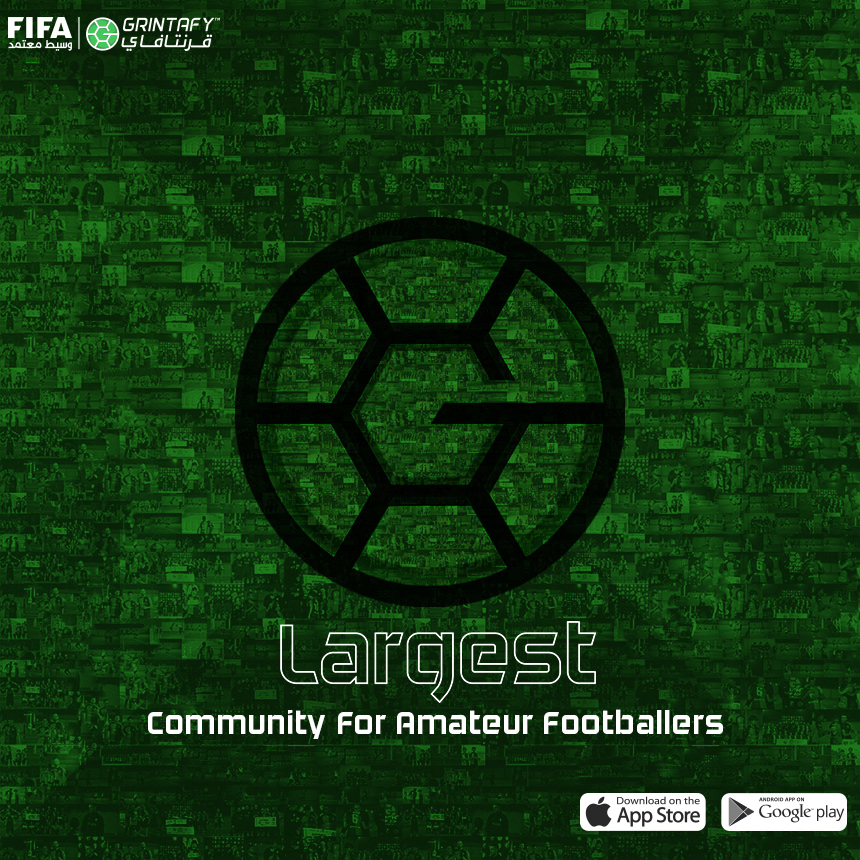 FIFA
وسيط معتمد
GRINTAFY™
قرنتافاي
Largest
Community For Amateur Footballers
Download on the
App Store
ANDROID APP ON
Google play